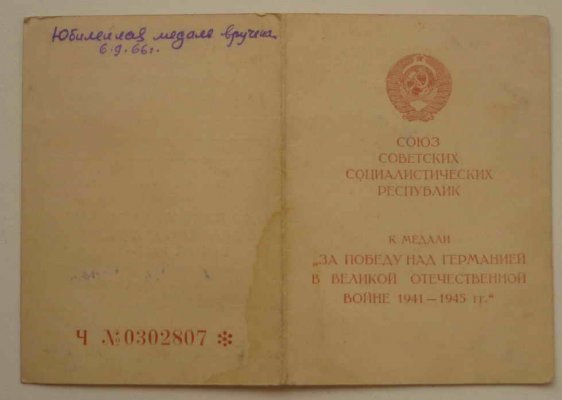 Юбилейная медаль вручена
6.9.66г.
Ч №0302807 *
СОЮЗ
СОВЕТСКИХ
СОЦИАЛИСТИЧЕСКИХ
РЕСПУБЛИК
К МЕДАЛИ
„ЗА ПОБЕДУ НАД ГЕРМАНИЕЙ
В ВЕЛИКОЙ ОТЕЧЕСТВЕННОЙ
ВОЙНЕ 1941—1945 гг.“